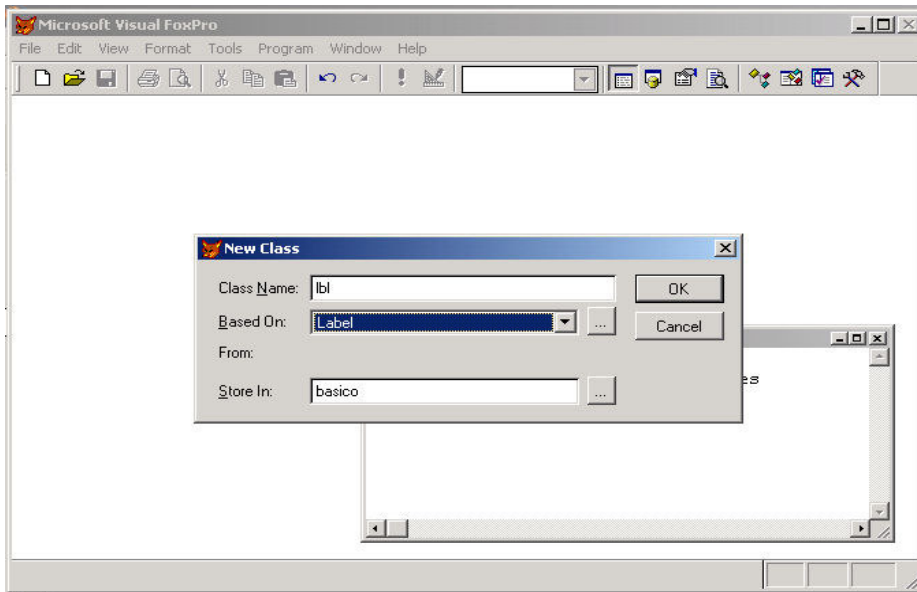 Microsoft Visual FoxPro
File Edit View Format Tools Program Window Help
New Class
Class Name: lbl
OK
Based On: Label ...
Cancel
From:
Store In: basico ...
es